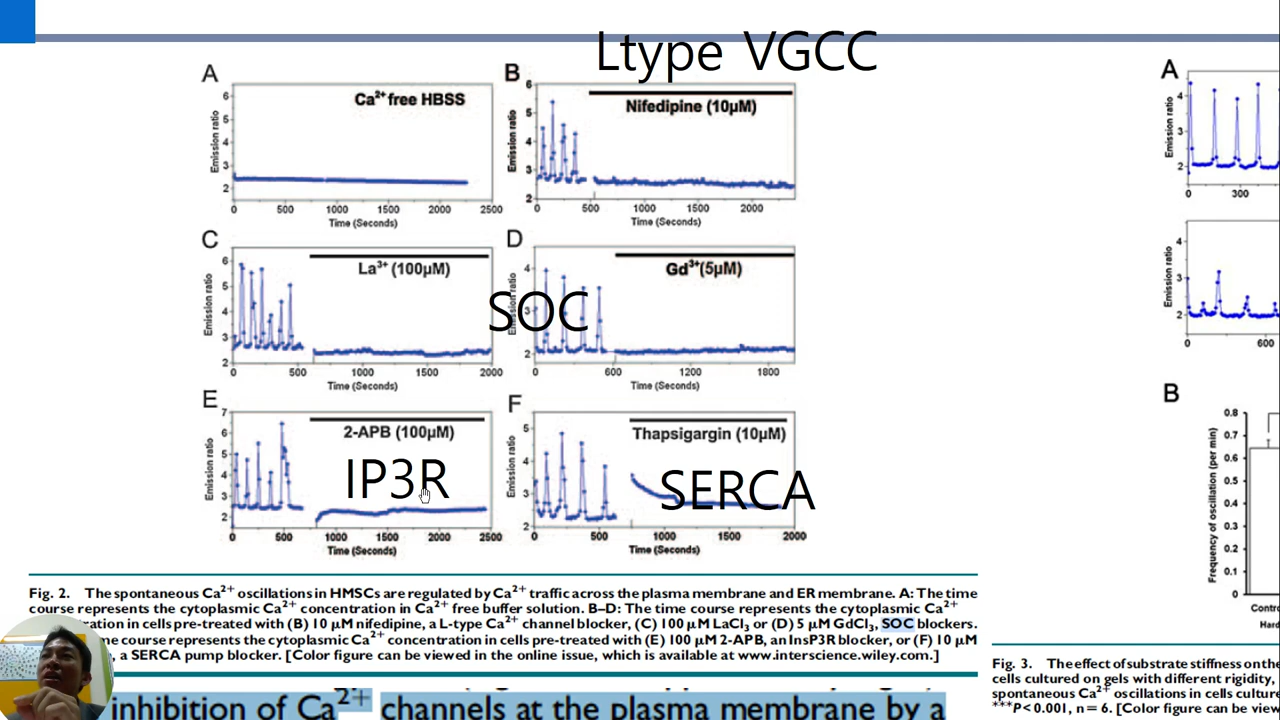 Ltype VGCC
A
Ca²⁺ free HBSS
Emission ratio
6
5
4
3
2
0 500 1000 1500 2000 2500
Time (Seconds)
B
Nifedipine (10µM)
Emission ratio
6
5
4
3
2
0 500 1000 1500 2000
Time (Seconds)
C
La³⁺ (100µM)
Emission ratio
6
5
4
3
2
0 500 1000 1500 2000
Time (Seconds)
D
Gd³⁺(5µM)
Emission ratio
4
3
2
0 600 1200 1800
Time (Seconds)
SOC
E
2-APB (100µM)
IP3R
Emission ratio
7
6
5
4
3
2
0 500 1000 1500 2000 2500
Time (Seconds)
F
Thapsigargin (10µM)
SERCA
Emission ratio
5
4
3
2
0 500 1000 1500 2000
Time (Seconds)
Fig. 2. The spontaneous Ca²⁺ oscillations in HMSCs are regulated by Ca²⁺ traffic across the plasma membrane and ER membrane. A: The time
course represents the cytoplasmic Ca²⁺ concentration in Ca²⁺ free buffer solution. B–D: The time course represents the cytoplasmic Ca²⁺
ration in cells pre-treated with (B) 10 µM nifedipine, a L-type Ca²⁺ channel blocker, (C) 100 µM LaCl₃ or (D) 5 µM GdCl₃, SOC blockers.
me course represents the cytoplasmic Ca²⁺ concentration in cells pre-treated with (E) 100 µM 2-APB, an InsP3R blocker, or (F) 10 µM
, a SERCA pump blocker. [Color figure can be viewed in the online issue, which is available at www.interscience.wiley.com.]
inhibition of Ca²⁺ channels at the plasma membrane by a
A
Emission ratio
4
3
2
0 300
4
3
2
0 600
B
Frequency of oscillation (per min)
0.8
0.7
0.6
0.5
0.4
0.3
0.2
0.1
0
Contro
Hard
Fig. 3. The effect of substrate stiffness on the
cells cultured on gels with different rigidity,
spontaneous Ca²⁺ oscillations in cells culture
***P < 0.001, n = 6. [Color figure can be view